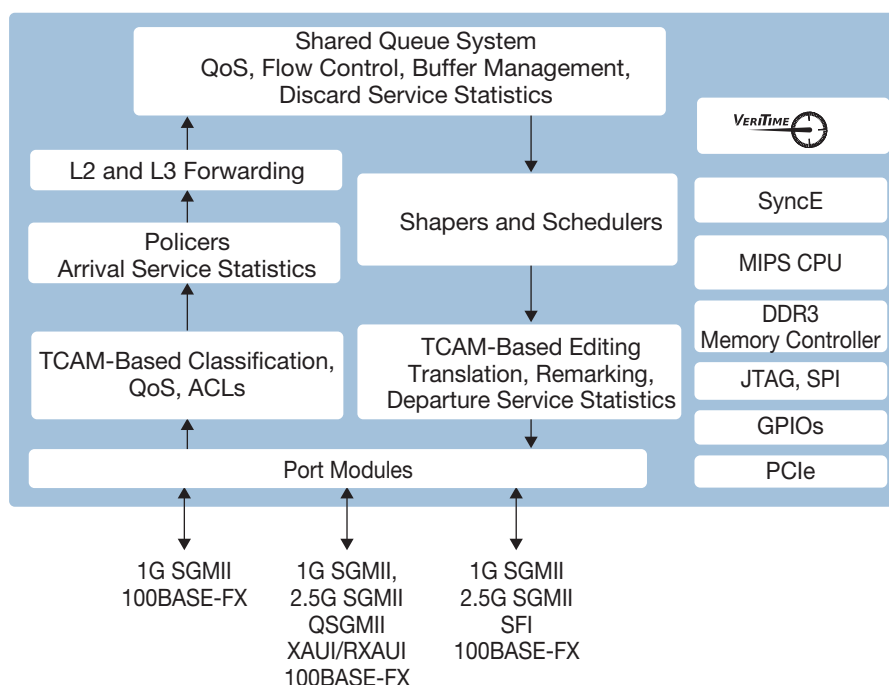 Shared Queue System
QoS, Flow Control, Buffer Management,
Discard Service Statistics
VERITIME
L2 and L3 Forwarding
Shapers and Schedulers
SyncE
Policers
Arrival Service Statistics
MIPS CPU
DDR3
Memory Controller
TCAM-Based Classification,
QoS, ACLs
TCAM-Based Editing
Translation, Remarking,
Departure Service Statistics
JTAG, SPI
GPIOs
Port Modules
PCIe
1G SGMII
100BASE-FX
1G SGMII,
2.5G SGMII
QSGMII
XAUI/RXAUI
100BASE-FX
1G SGMII
2.5G SGMII
SFI
100BASE-FX